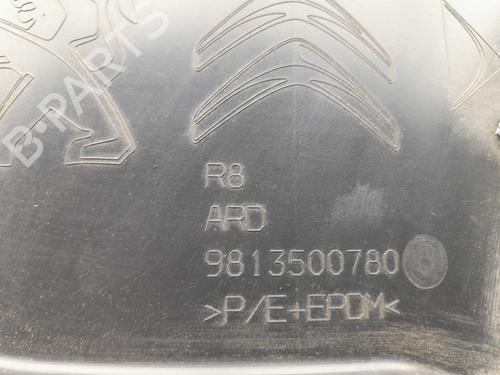 R8
ARD
9813500780
>P/E+EPDM<
B-PARTS